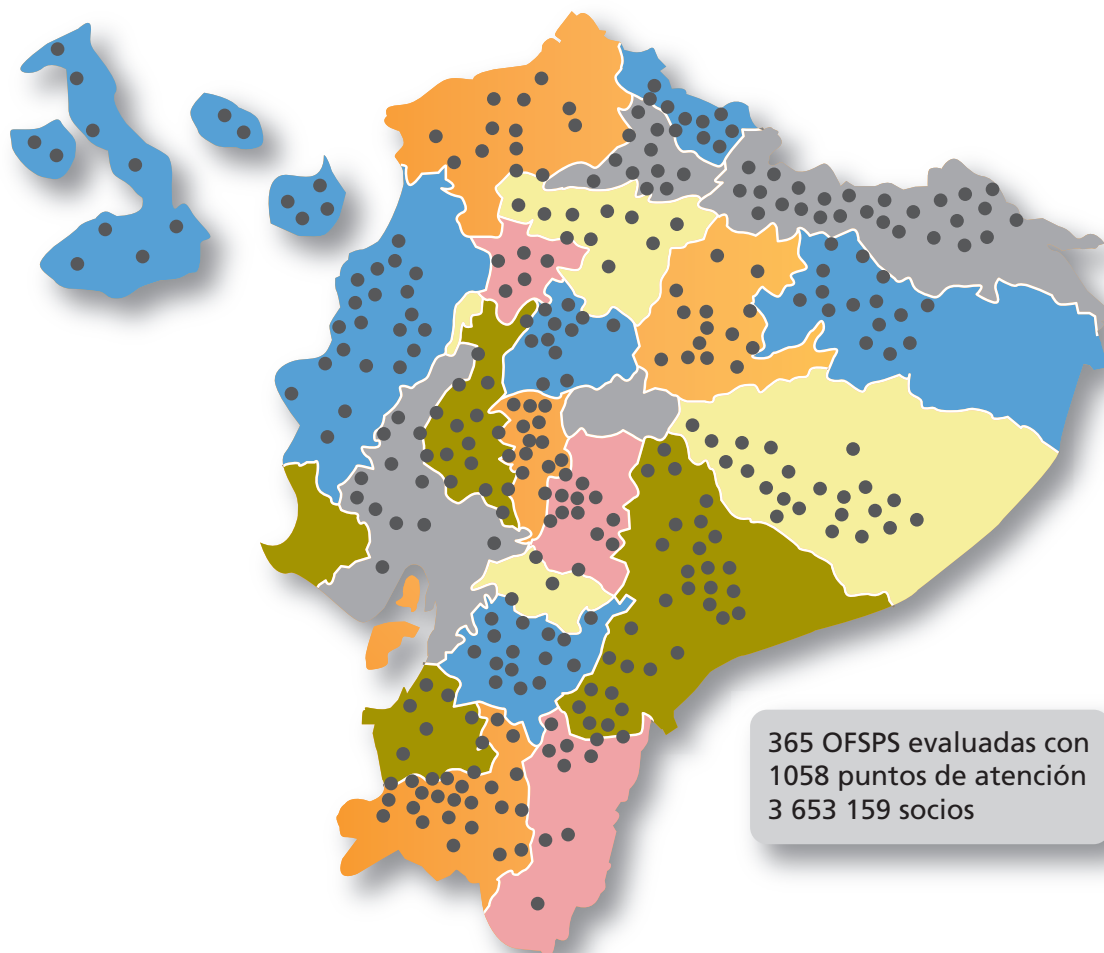 365 OFSPS evaluadas con
1058 puntos de atención
3 653 159 socios